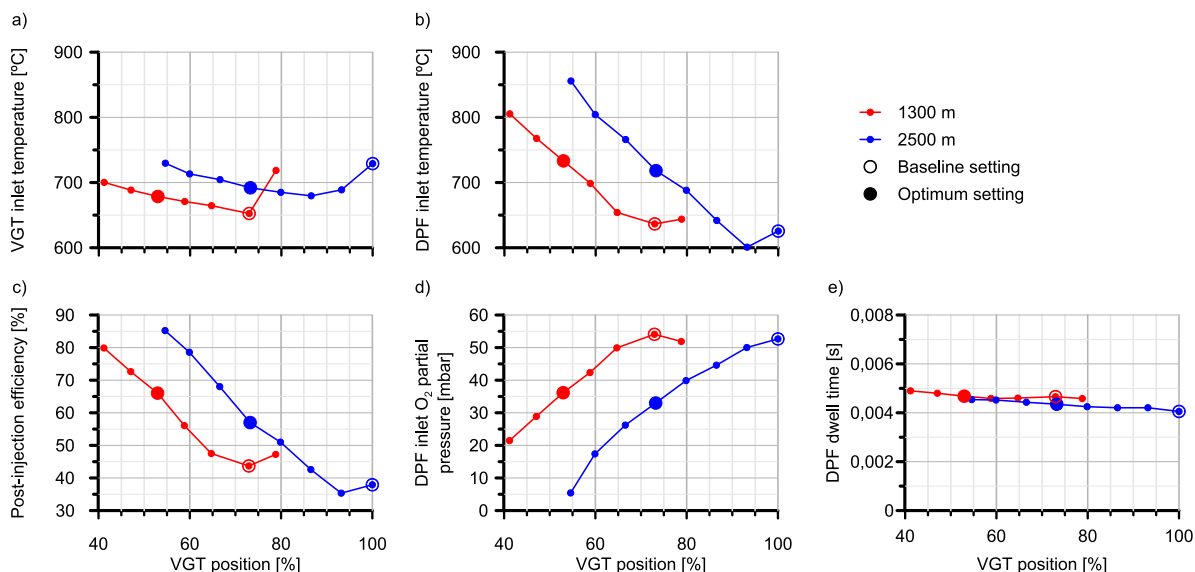 a)
b)
900
800
700
600
VGT inlet temperature [ºC]
900
800
700
600
DPF inlet temperature [ºC]
1300 m
2500 m
Baseline setting
Optimum setting
c)
d)
e)
90
80
70
60
50
40
30
Post-injection efficiency [%]
60
50
40
30
20
10
0
DPF inlet O2 partial
pressure [mbar]
0,008
0,006
0,004
0,002
0
DPF dwell time [s]
40 60 80 100
VGT position [%]
40 60 80 100
VGT position [%]
40 60 80 100
VGT position [%]